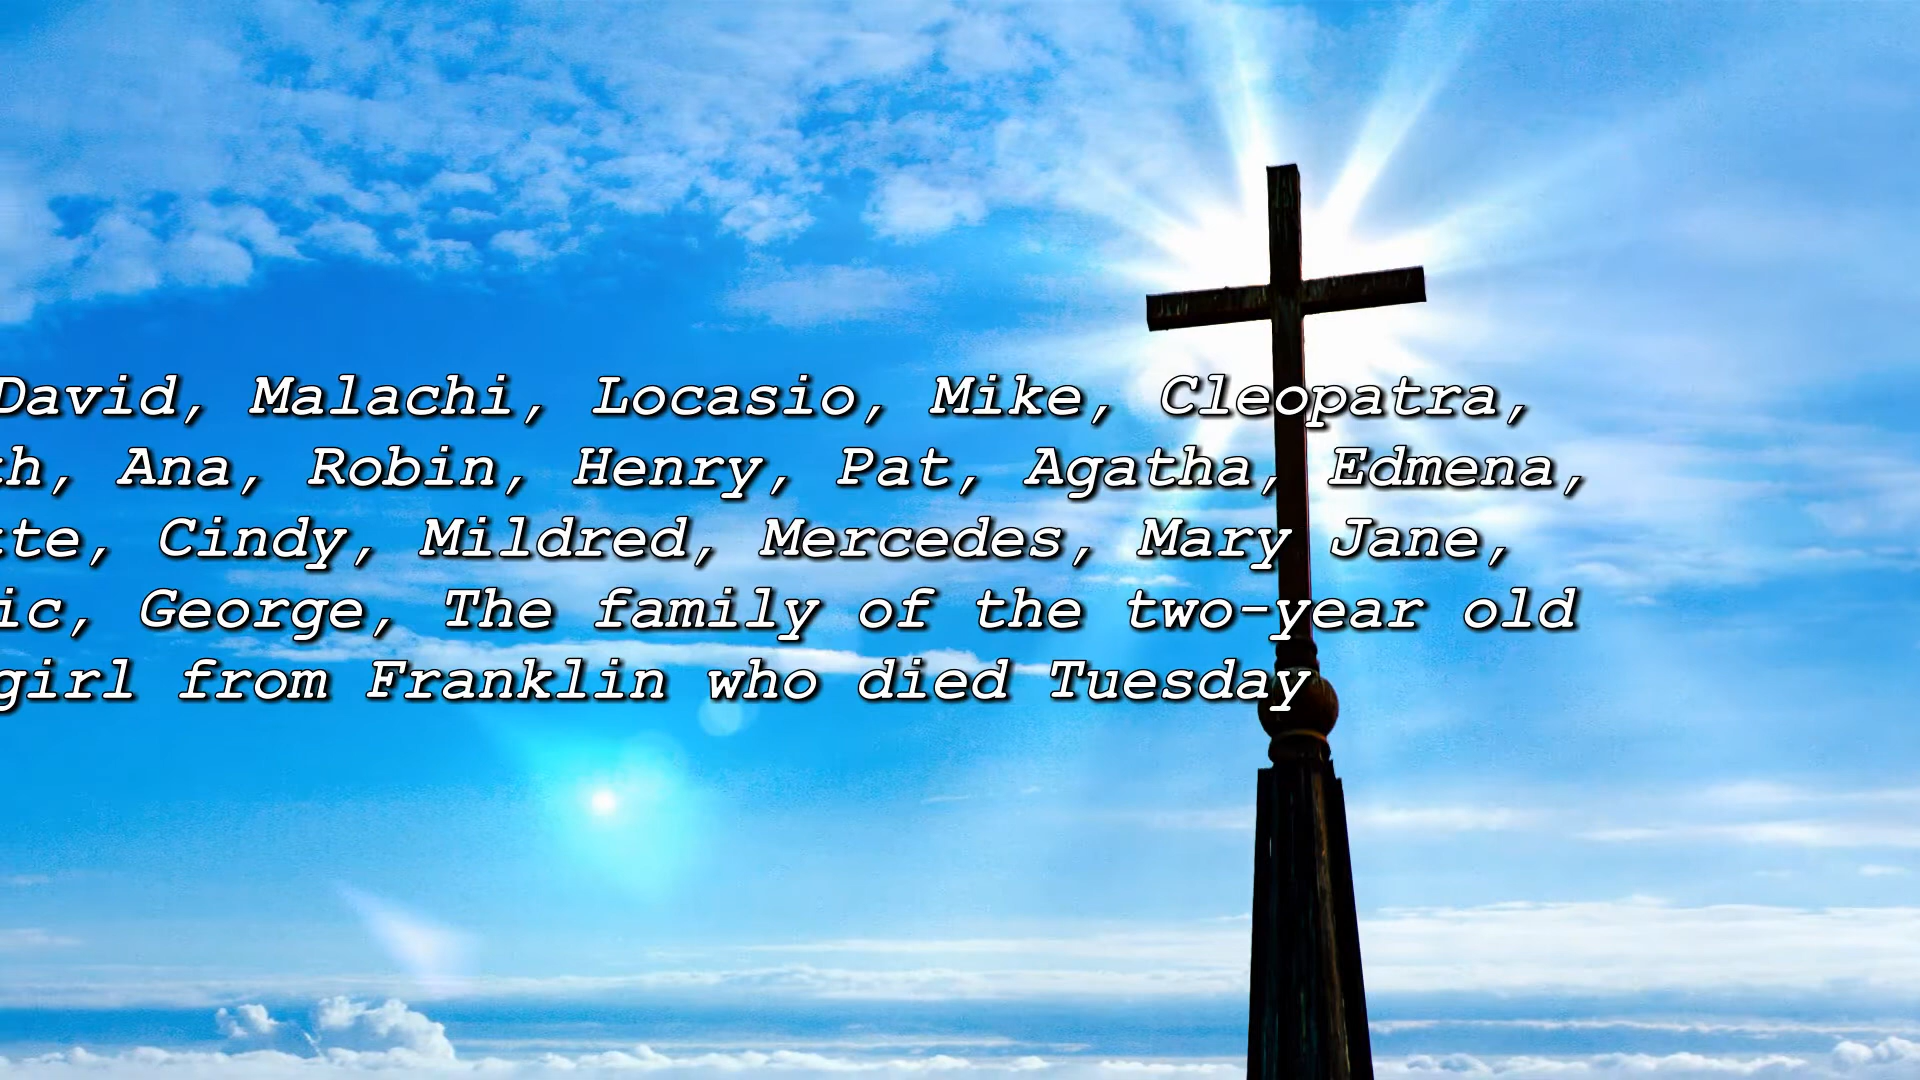 David, Malachi, Locasio, Mike, Cleopatra,
Ana, Robin, Henry, Pat, Agatha, Edmena,
Cindy, Mildred, Mercedes, Mary Jane,
George, The family of the two-year old
girl from Franklin who died Tuesday